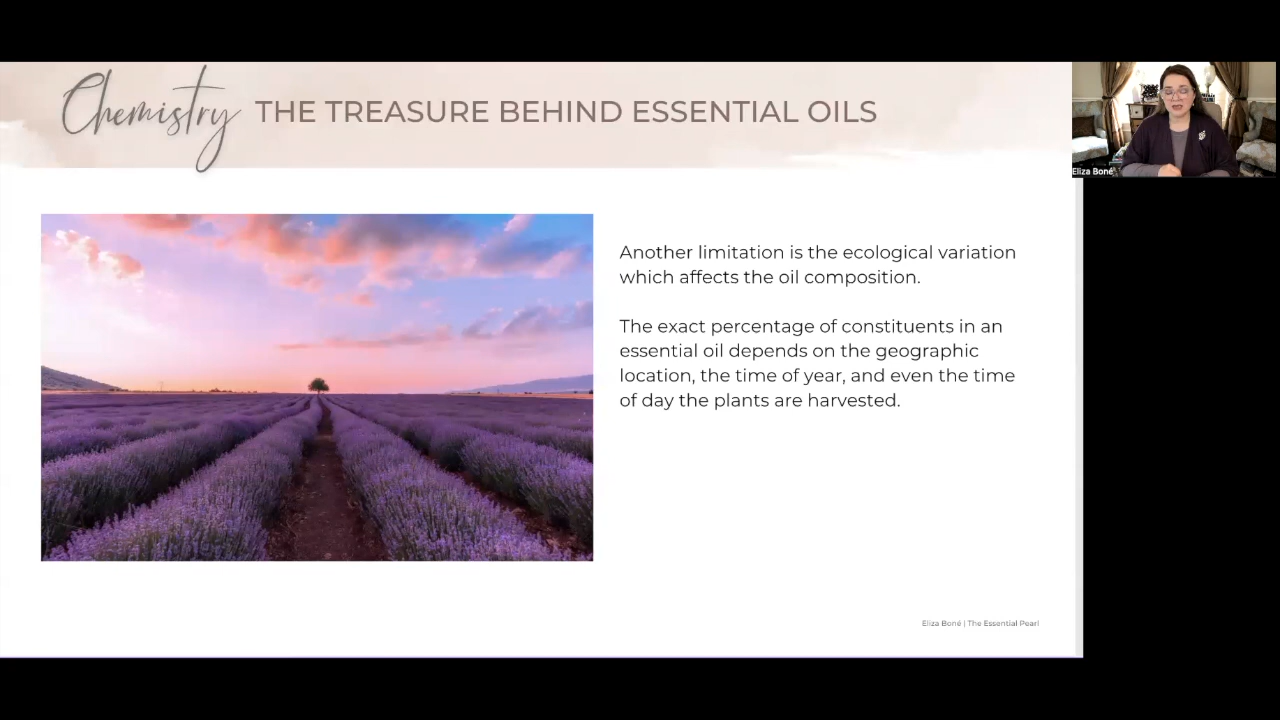 Chemistry THE TREASURE BEHIND ESSENTIAL OILS
Eliza Boné
Another limitation is the ecological variation
which affects the oil composition.
The exact percentage of constituents in an
essential oil depends on the geographic
location, the time of year, and even the time
of day the plants are harvested.
Eliza Boné | The Essential Pearl